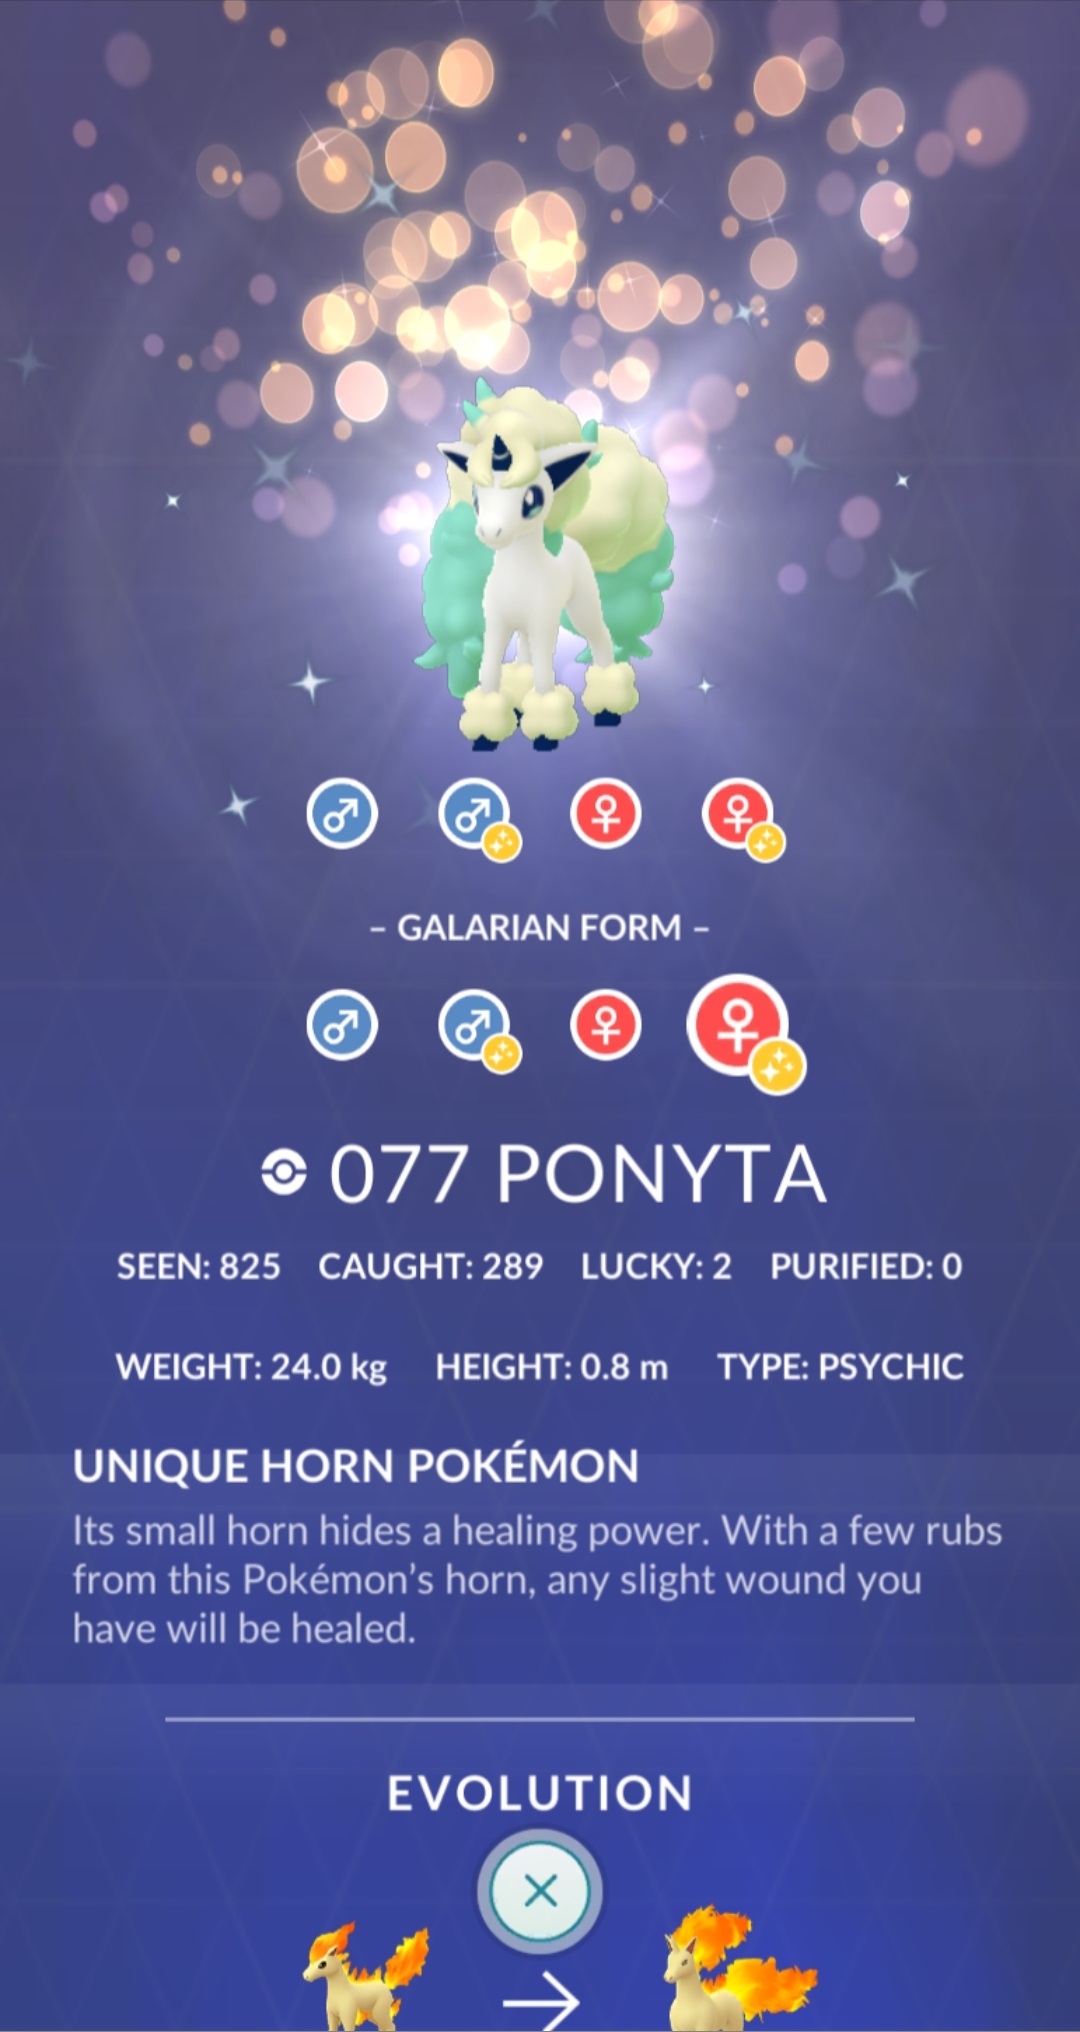 – GALARIAN FORM –
077 PONYTA
SEEN: 825 CAUGHT: 289 LUCKY: 2 PURIFIED: 0
WEIGHT: 24.0 kg HEIGHT: 0.8 m TYPE: PSYCHIC
UNIQUE HORN POKÉMON
Its small horn hides a healing power. With a few rubs
from this Pokémon’s horn, any slight wound you
have will be healed.
EVOLUTION